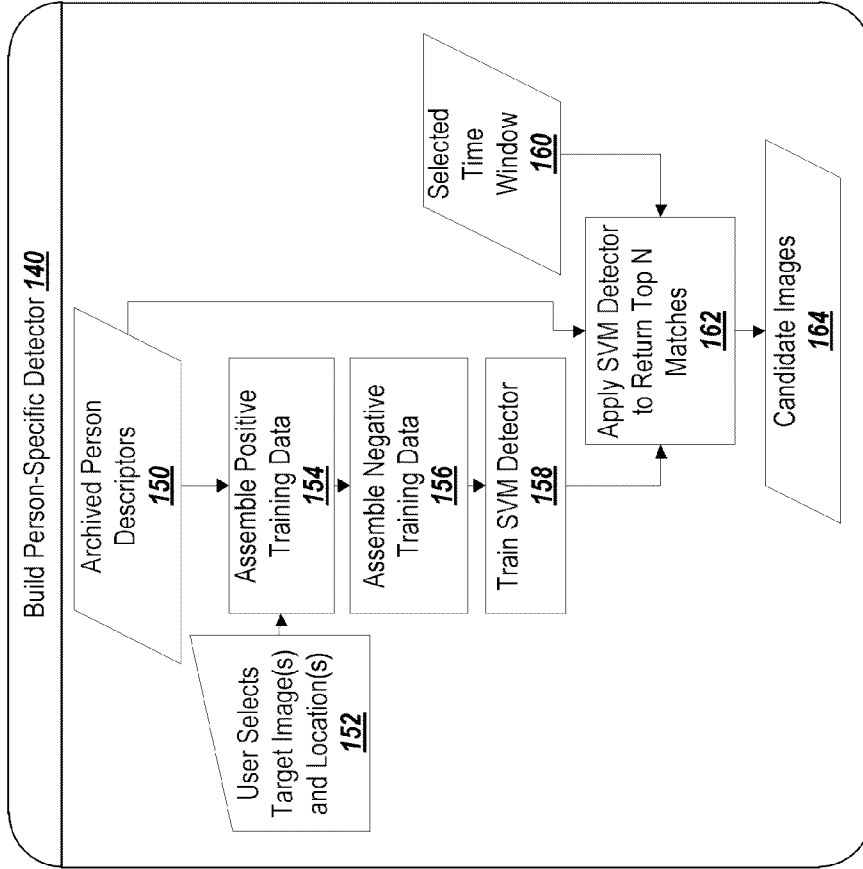 Build Person-Specific Detector 140
Archived Person
Descriptors
150
User Selects
Target Image(s)
and Location(s)
152
Assemble Positive
Training Data
154
Assemble Negative
Training Data
156
Train SVM Detector
158
Selected
Time
Window
160
Apply SVM Detector
to Return Top N
Matches
162
Candidate Images
164